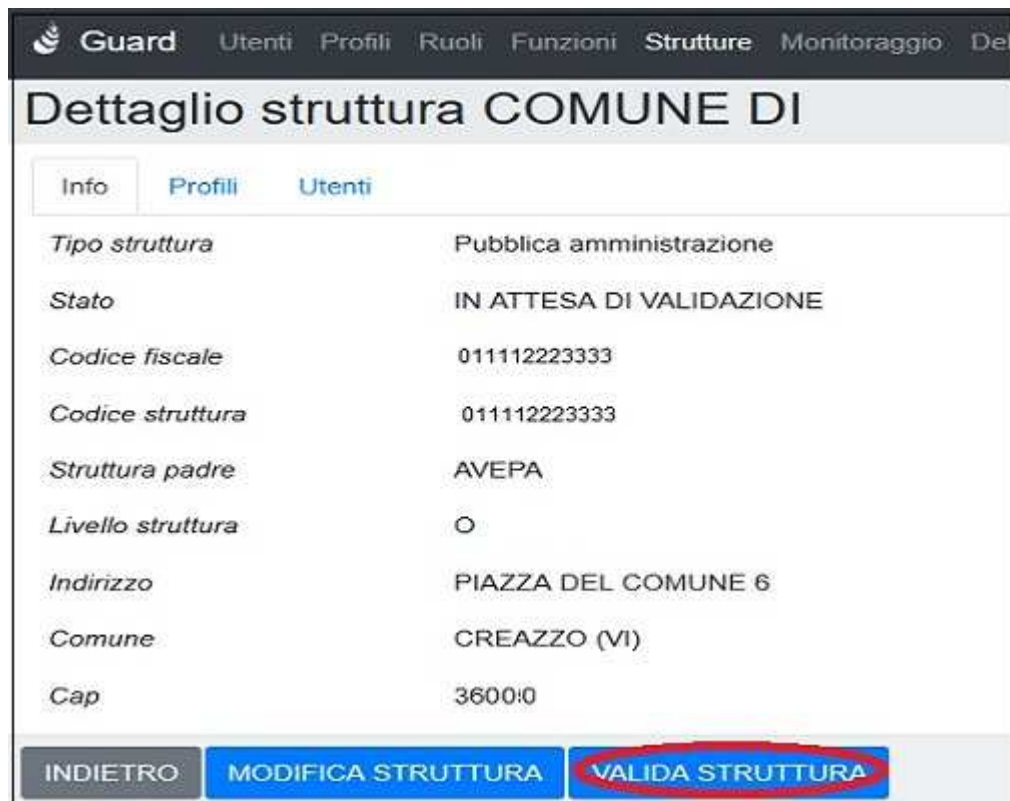 Guard Utenti Profili Ruoli Funzioni Strutture Monitoraggio Del
Dettaglio struttura COMUNE DI
Info Profili Utenti
Tipo struttura Pubblica amministrazione
Stato IN ATTESA DI VALIDAZIONE
Codice fiscale 011112223333
Codice struttura 011112223333
Struttura padre AVEPA
Livello struttura O
Indirizzo PIAZZA DEL COMUNE 6
Comune CREAZZO (VI)
Cap
INDIETRO MODIFICA STRUTTURA VALIDA STRUTTURA